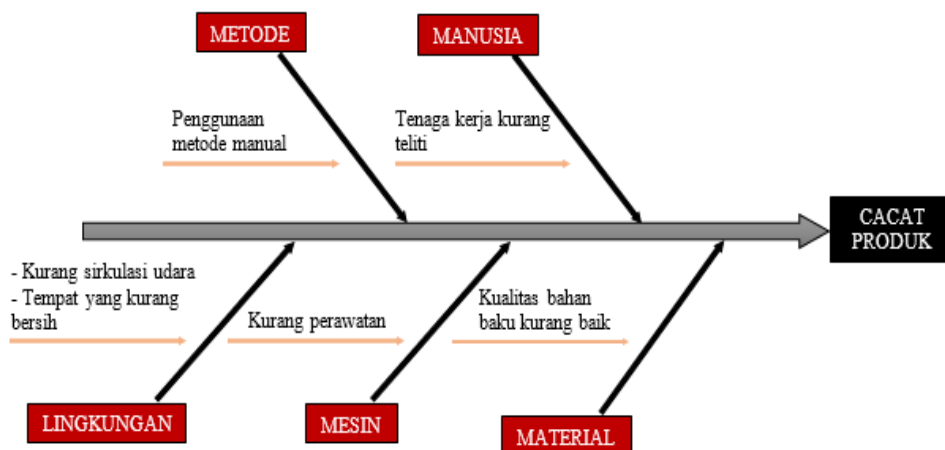 METODE
MANUSIA
Penggunaan
metode manual
Tenaga kerja kurang
teliti
CACAT
PRODUK
- Kurang sirkulasi udara
- Tempat yang kurang
bersih
Kurang perawatan
Kualitas bahan
baku kurang baik
LINGKUNGAN
MESIN
MATERIAL